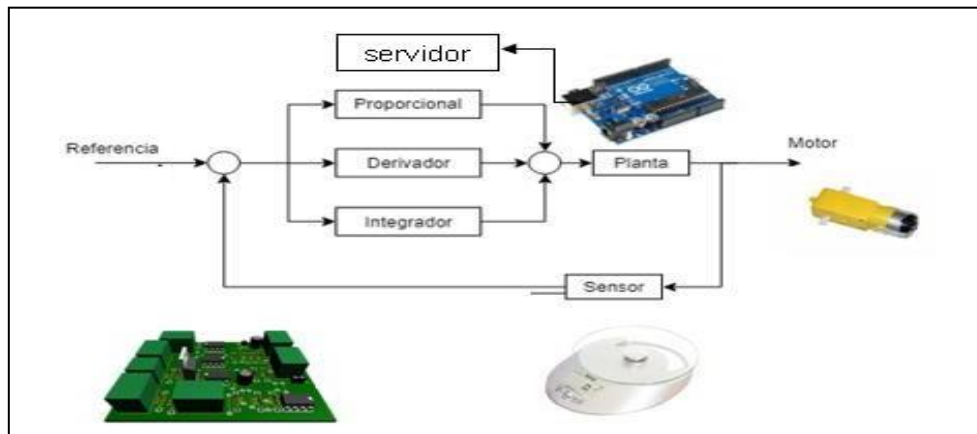 servidor
Proporcional
Referencia
Derivador
Planta
Motor
Integrador
Sensor